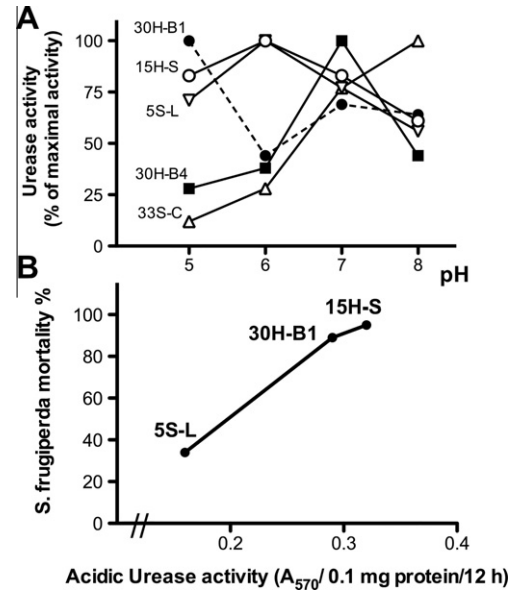 A
Urease activity
(% of maximal activity)
100
75
50
25
0
30H-B1
15H-S
5S-L
30H-B4
33S-C
5 6 7 8
pH
B
S. frugiperda mortality %
100
80
60
40
20
0
15H-S
30H-B1
5S-L
0.2 0.3 0.4
Acidic Urease activity (A570/ 0.1 mg protein/12 h)